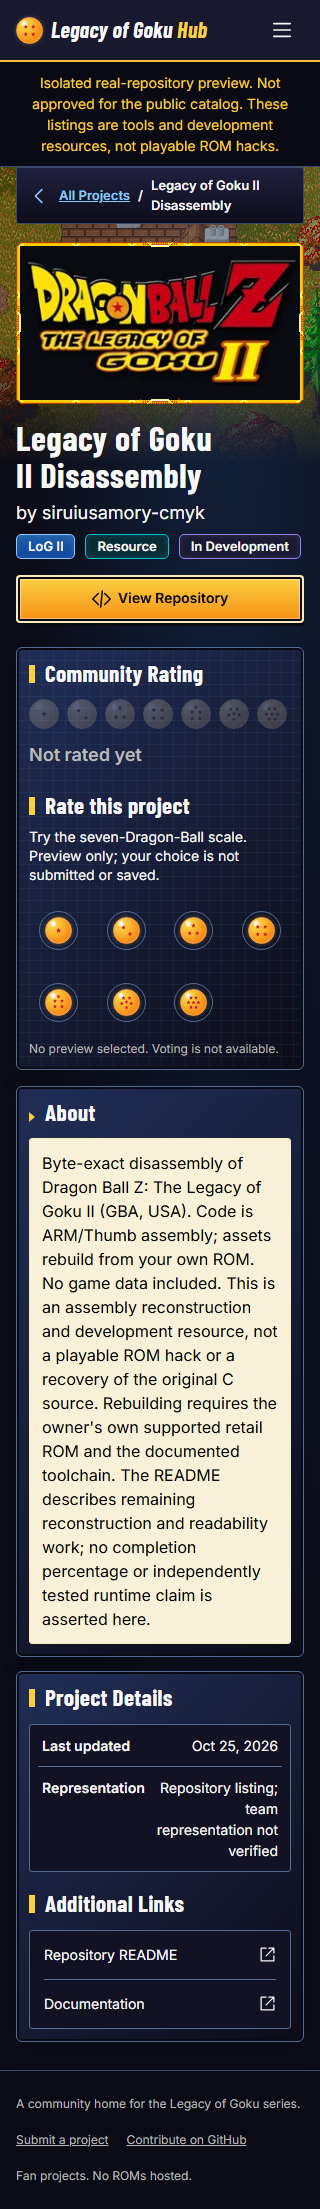 Legacy of Goku Hub
Isolated real-repository preview. Not
approved for the public catalog. These
listings are tools and development
resources, not playable ROM hacks.
All Projects / Legacy of Goku II
Disassembly
DRAGONBALL Z
THE LEGACY OF
GOKU II
Legacy of Goku
II Disassembly
by siruiusamory-cmyk
LoG II Resource In Development
View Repository
Community Rating
Not rated yet
Rate this project
Try the seven-Dragon-Ball scale.
Preview only; your choice is not
submitted or saved.
No preview selected. Voting is not available.
About
Byte-exact disassembly of
Dragon Ball Z: The Legacy of
Goku II (GBA, USA). Code is
ARM/Thumb assembly; assets
rebuild from your own ROM.
No game data included. This is
an assembly reconstruction
and development resource, not
a playable ROM hack or a
recovery of the original C
source. Rebuilding requires the
owner's own supported retail
ROM and the documented
toolchain. The README
describes remaining
reconstruction and readability
work; no completion
percentage or independently
tested runtime claim is
asserted here.
Project Details
Last updated Oct 25, 2026
Representation Repository listing;
team
representation not
verified
Additional Links
Repository README
Documentation
A community home for the Legacy of Goku series.
Submit a project Contribute on GitHub
Fan projects. No ROMs hosted.